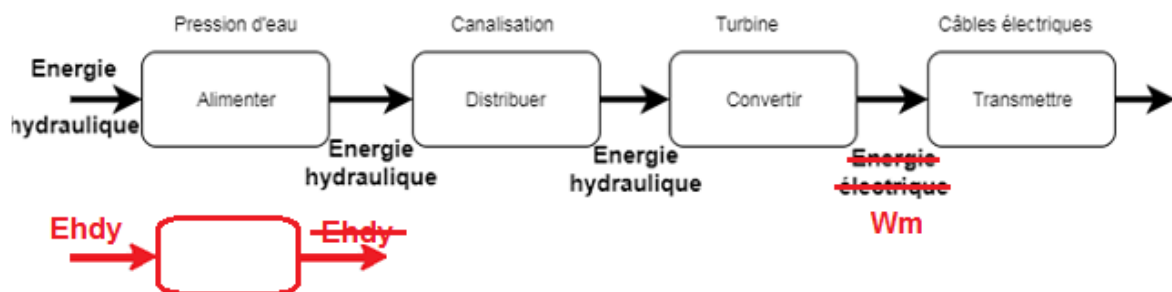 Pression d'eau
Canalisation
Turbine
Câbles électriques
Energie
hydraulique
Alimenter
Distribuer
Convertir
Transmettre
Energie
hydraulique
Energie
hydraulique
Energie
électrique
Wm
Ehdy
Ehdy